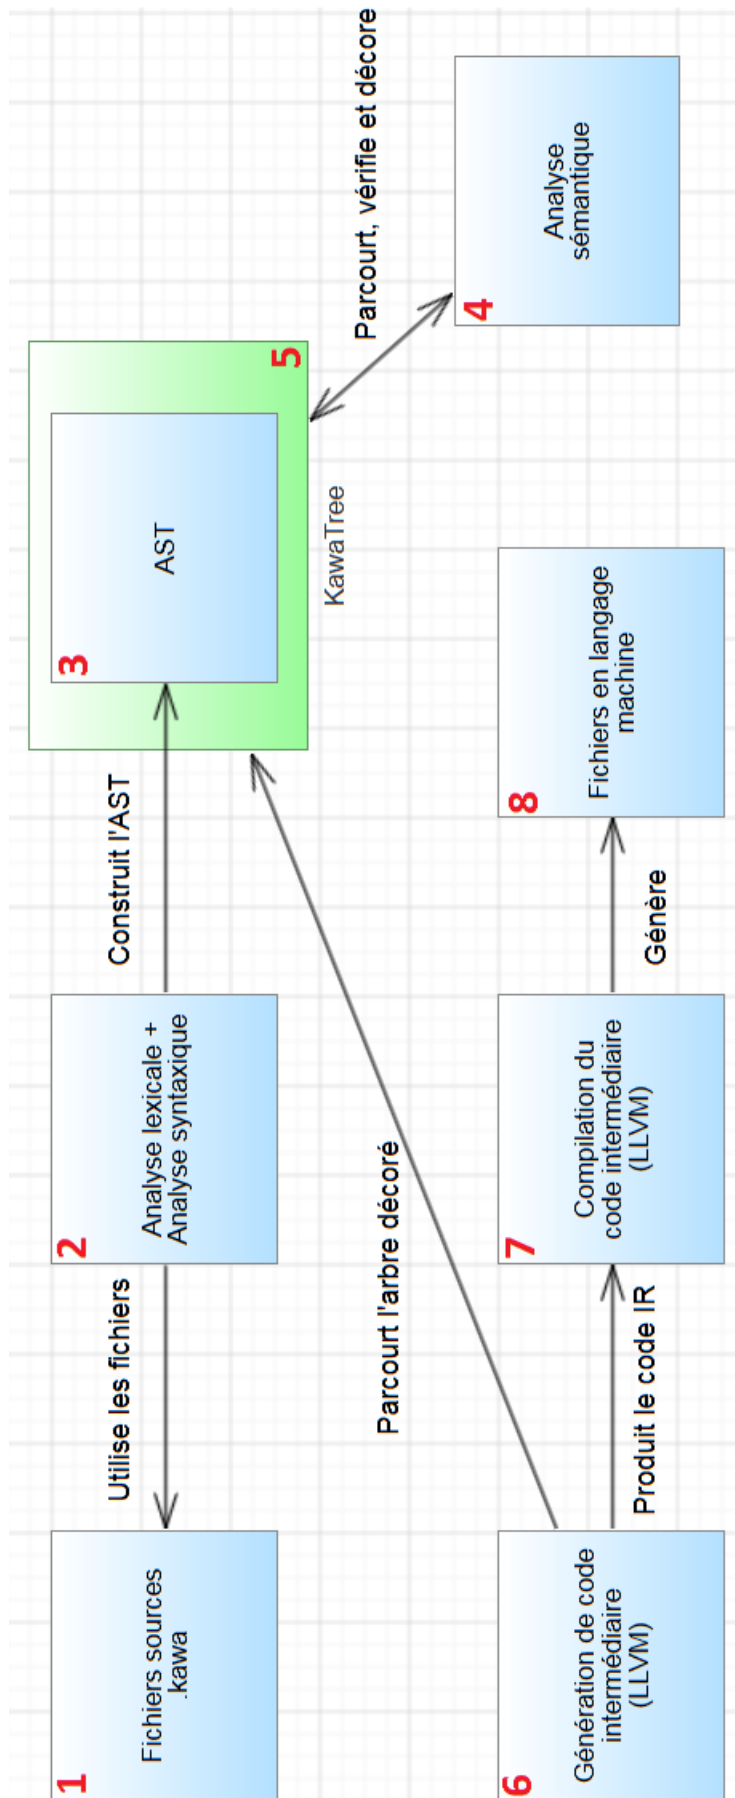 1
Fichiers sources
.kawa
Utilise les fichiers
2
Analyse lexicale +
Analyse syntaxique
Construit l'AST
3
AST
5
KawaTree
Parcourt, vérifie et décore
4
Analyse
sémantique
Parcourt l'arbre décoré
6
Génération de code
intermédiaire
(LLVM)
Produit le code IR
7
Compilation du
code intermédiaire
(LLVM)
Génère
8
Fichiers en langage
machine